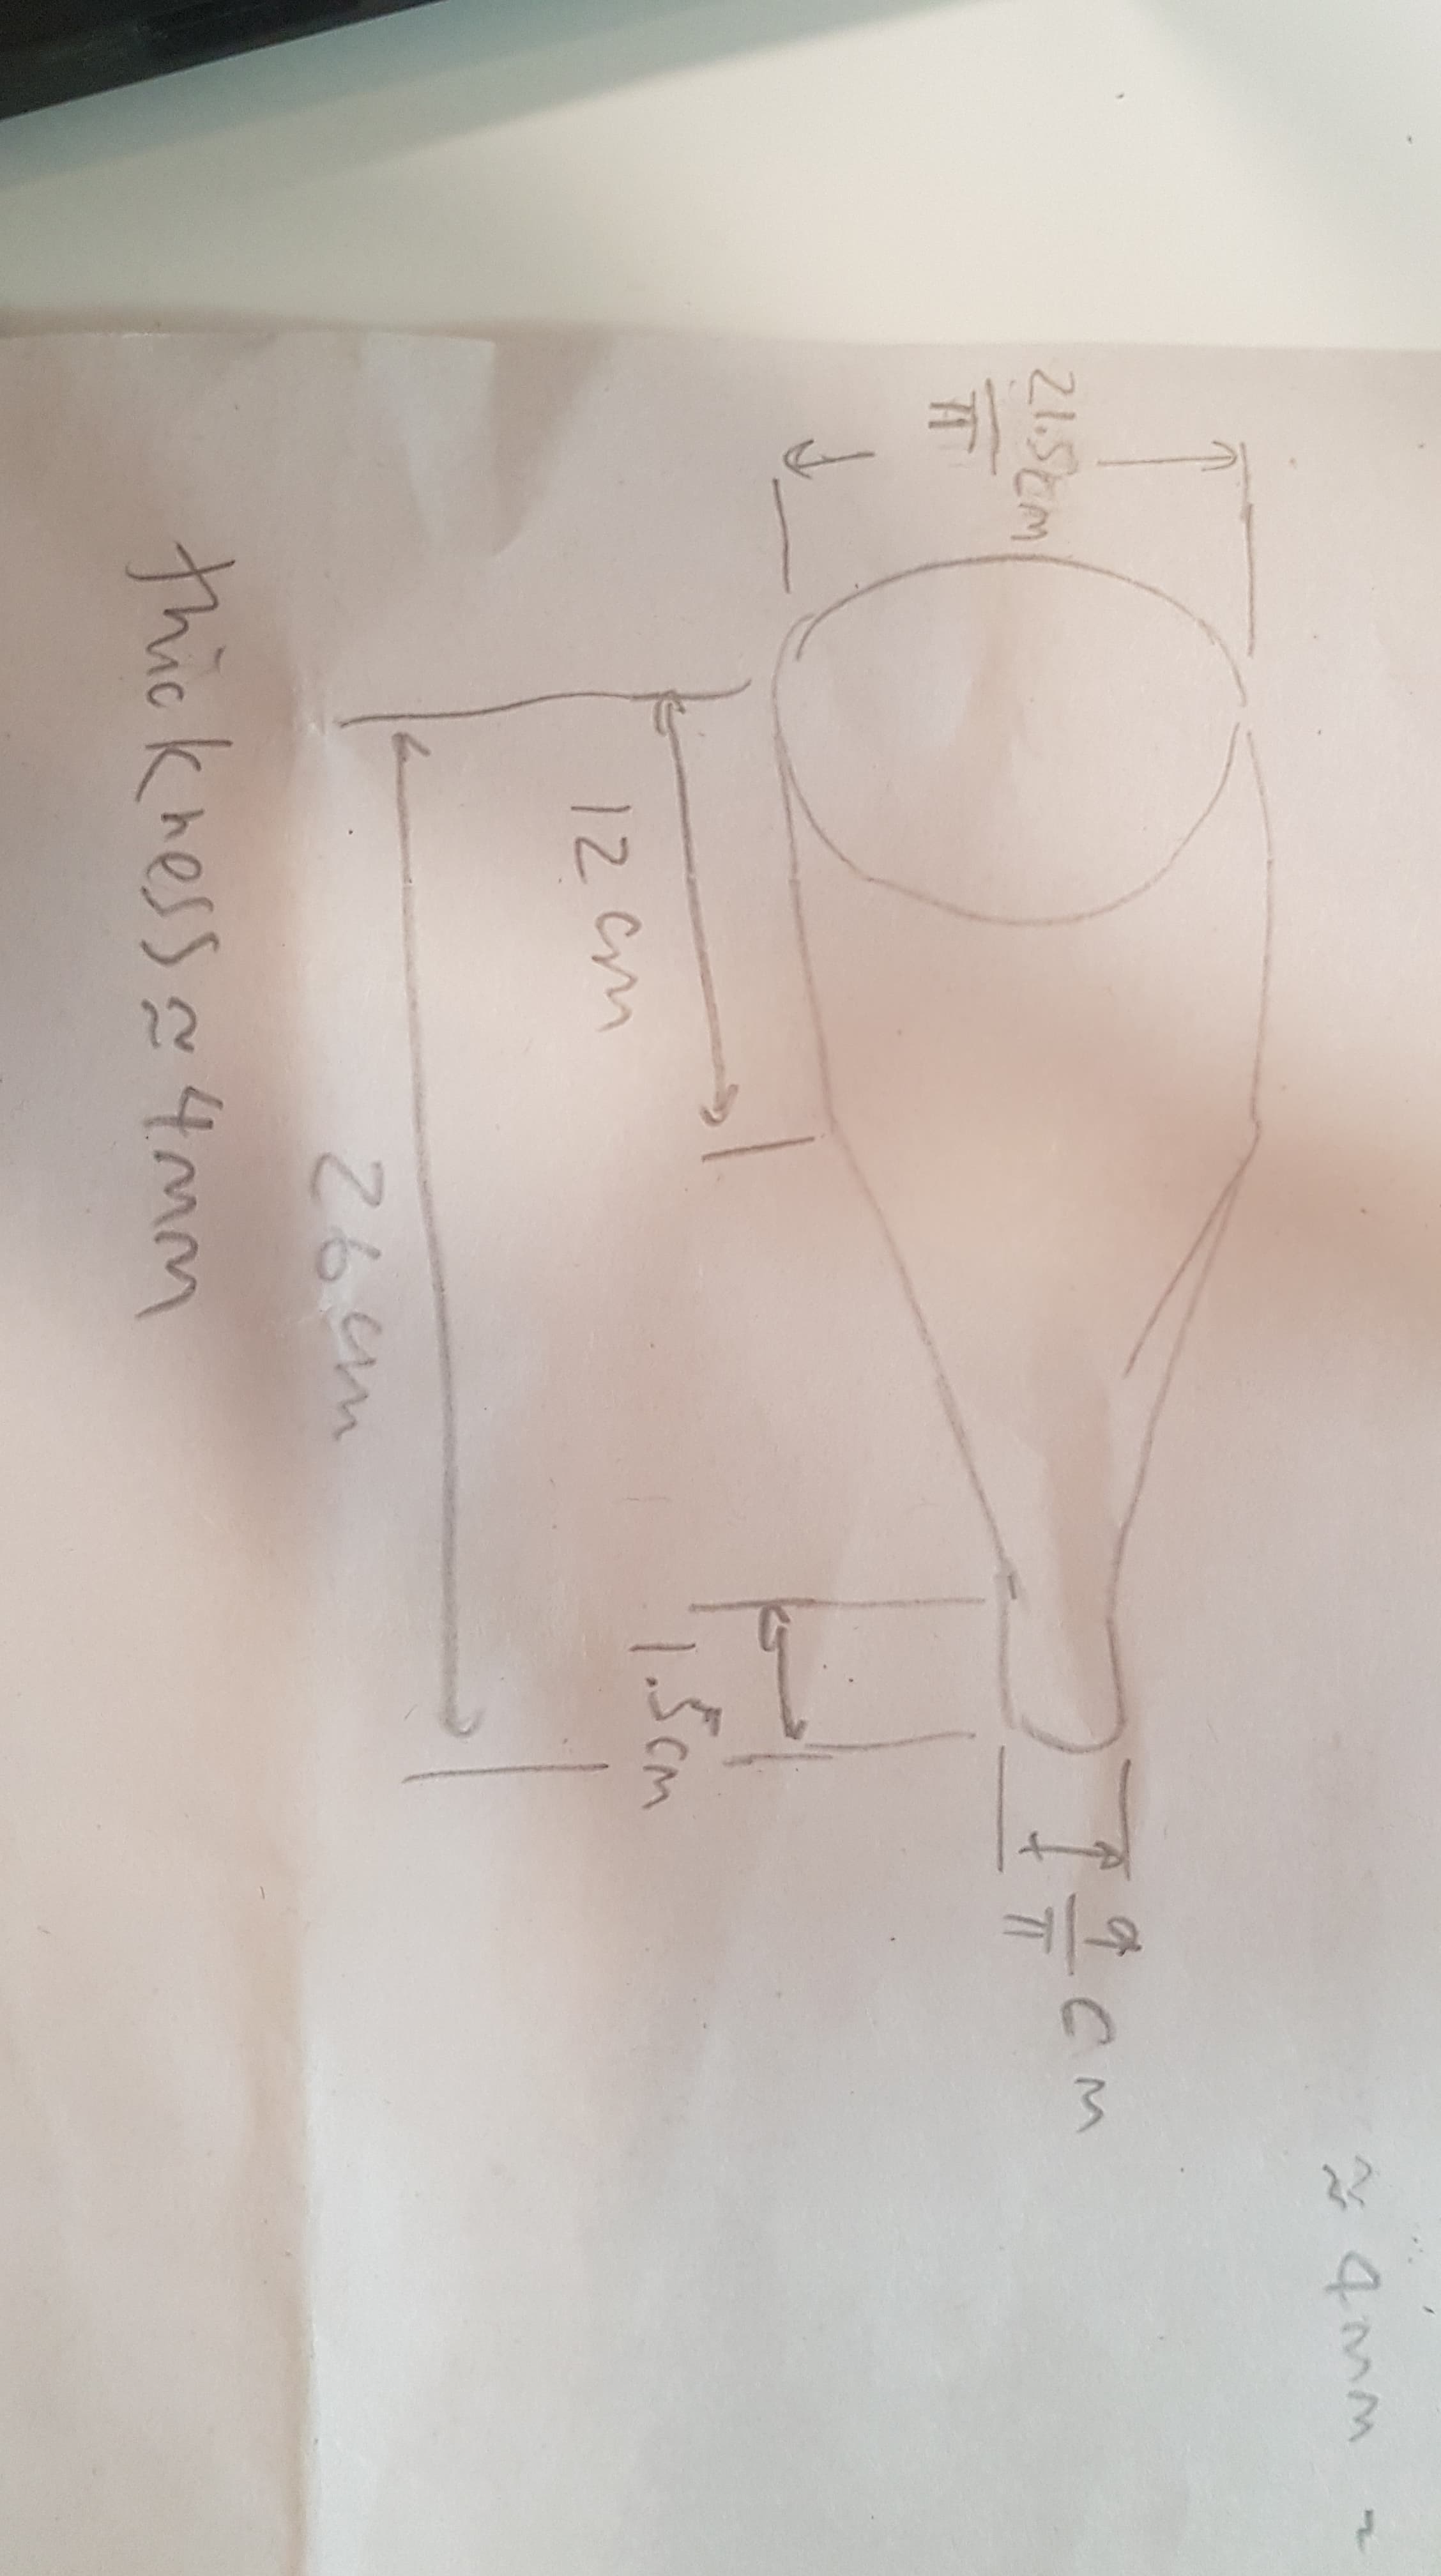 21.5cm
π
12 cm
26 cm
1.5cm
9
π cm
thickness ≃ 4mm
≈ 4mm ~